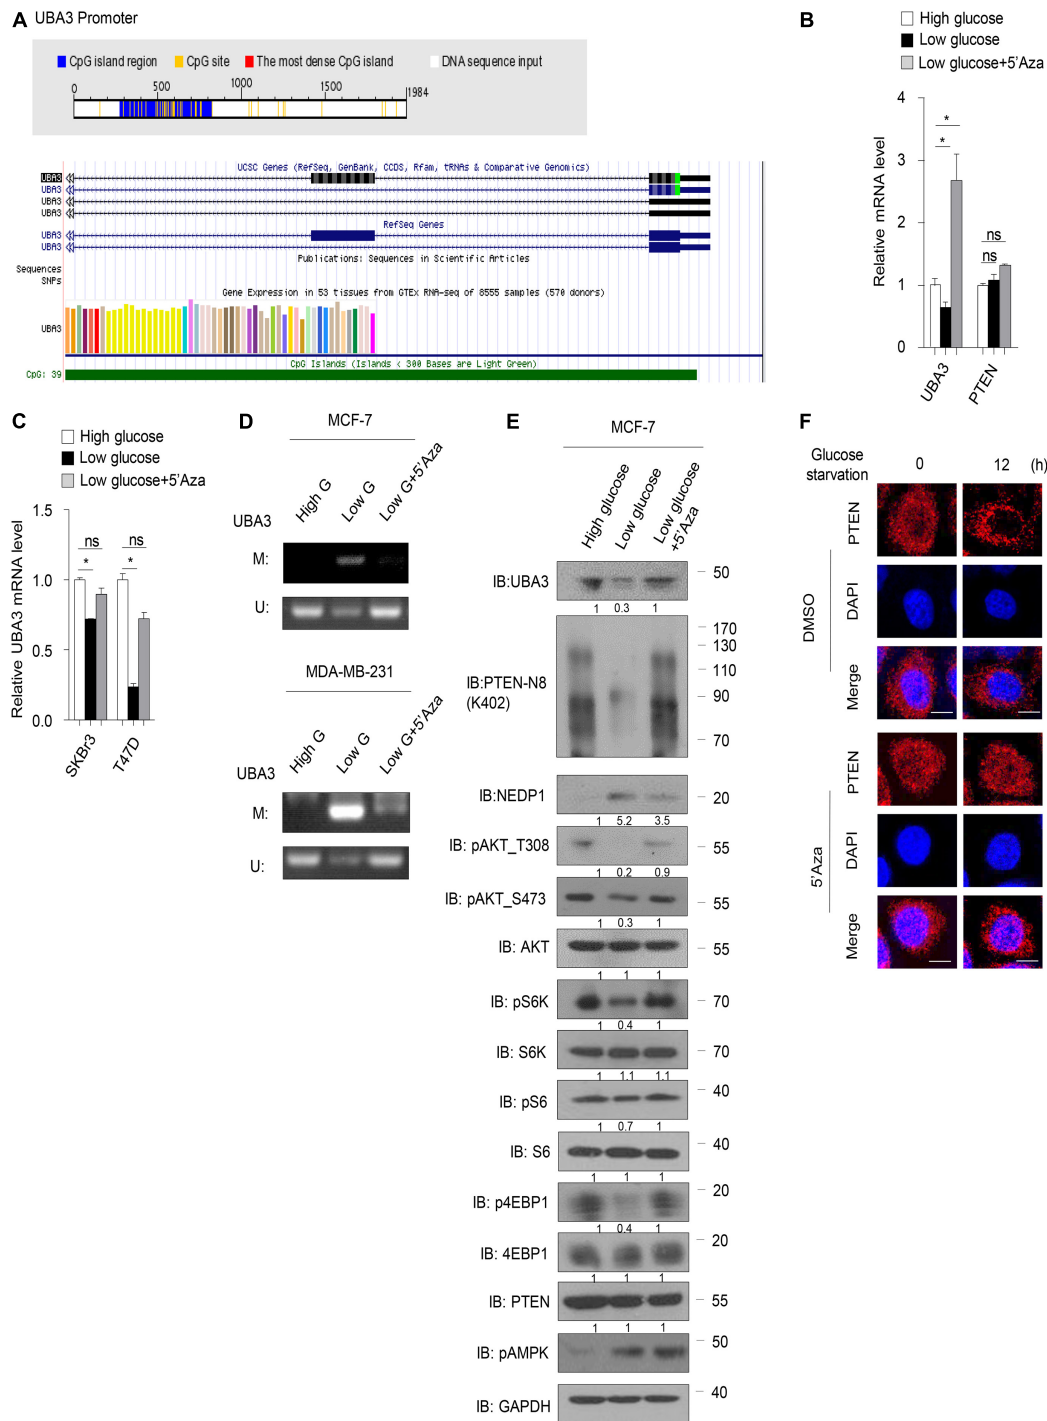 A UBA3 Promoter
CpG island region
CpG site
The most dense CpG island
DNA sequence input
0
500
1000
1500
1984
UCSC Genes (RefSeq, GenBank, CCDS, Rfam, tRNAs & Comparative Genomics)
UBA3
UBA3
UBA3
UBA3
RefSeq Genes
UBA3
UBA3
Publications: Sequences in Scientific Articles
Sequences
SNPs
Gene Expression in 53 tissues from GTEx RNA-seq of 8555 samples (570 donors)
UBA3
CpG Islands (Islands < 300 Bases are Light Green)
CpG: 39
B
High glucose
Low glucose
Low glucose+5'Aza
Relative mRNA level
4
3
2
1
0
*
*
ns
ns
UBA3
PTEN
C
High glucose
Low glucose
Low glucose+5'Aza
Relative UBA3 mRNA level
1.5
1.0
0.5
0.0
ns
*
ns
*
SKBr3
T47D
D
MCF-7
High G
Low G
Low G+5'Aza
UBA3
M:
U:
MDA-MB-231
High G
Low G
Low G+5'Aza
UBA3
M:
U:
E
MCF-7
High glucose
Low glucose
Low glucose
+5'Aza
IB:UBA3
50
1 0.3 1
IB:PTEN-N8
(K402)
170
130
110
90
70
IB:NEDP1
20
1 5.2 3.5
IB: pAKT_T308
55
1 0.2 0.9
IB: pAKT_S473
55
1 0.3 1
IB: AKT
55
1 1 1
IB: pS6K
70
1 0.4 1
IB: S6K
70
1 1.1 1.1
IB: pS6
40
1 0.7 1
IB: S6
40
1 1 1
IB: p4EBP1
20
1 0.4 1
IB: 4EBP1
20
1 1 1
IB: PTEN
55
1 1 1
IB: pAMPK
50
IB: GAPDH
40
F
Glucose
starvation
0
12
(h)
DMSO
PTEN
DAPI
Merge
5'Aza
PTEN
DAPI
Merge